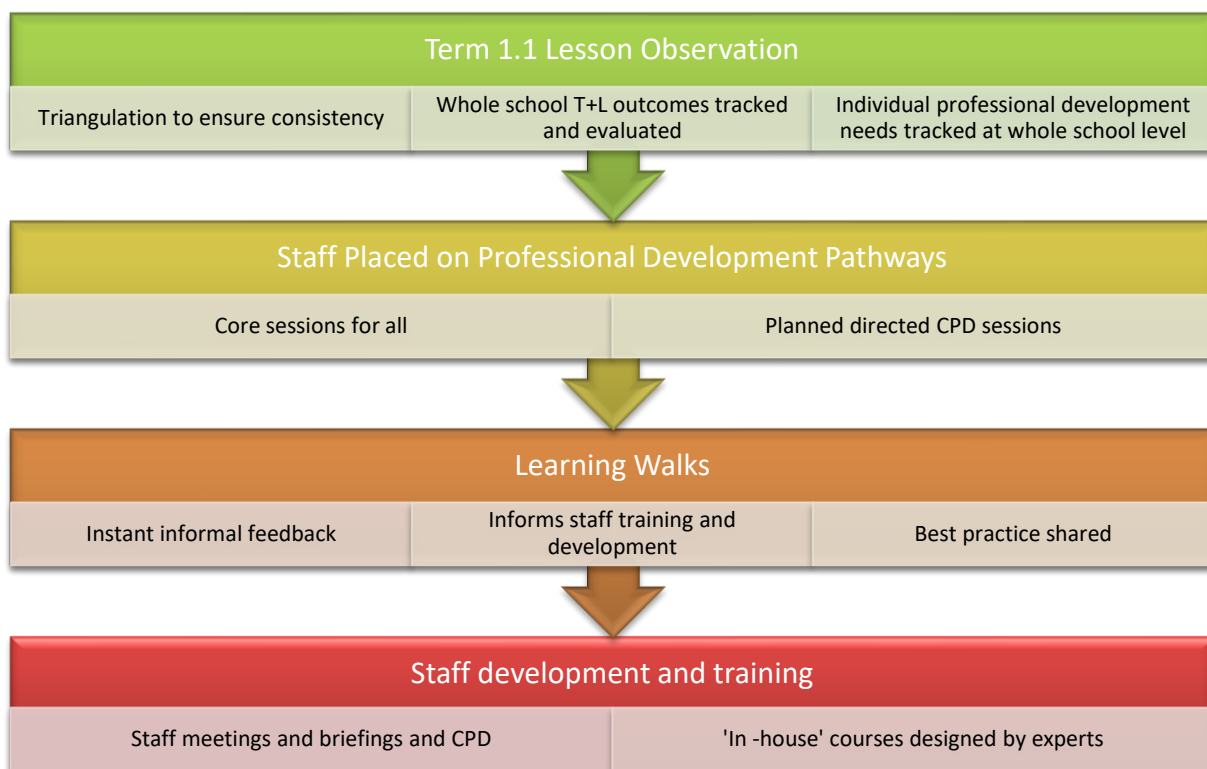 Term 1.1 Lesson Observation
Triangulation to ensure consistency
Whole school T+L outcomes tracked
and evaluated
Individual professional development
needs tracked at whole school level
Staff Placed on Professional Development Pathways
Core sessions for all
Planned directed CPD sessions
Learning Walks
Instant informal feedback
Informs staff training and
development
Best practice shared
Staff development and training
Staff meetings and briefings and CPD
'In -house' courses designed by experts